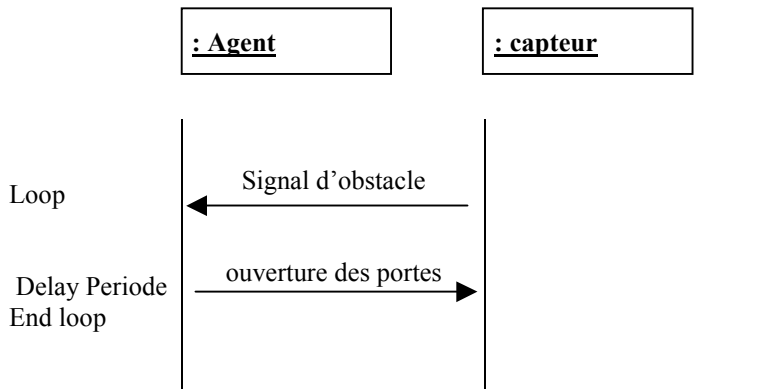 : Agent
: capteur
Signal d'obstacle
Loop
ouverture des portes
Delay Periode
End loop